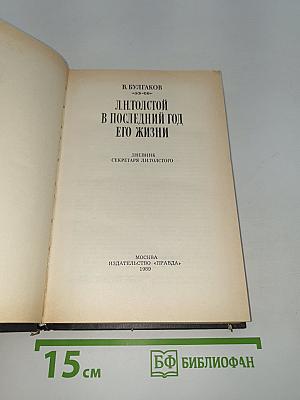 В. БУЛГАКОВ
Л.Н.ТОЛСТОЙ
В ПОСЛЕДНИЙ ГОД
ЕГО ЖИЗНИ
ДНЕВНИК
СЕКРЕТАРЯ Л.Н.ТОЛСТОГО
МОСКВА
ИЗДАТЕЛЬСТВО «ПРАВДА»
1989
15 см
БФ БИБЛИОФАН